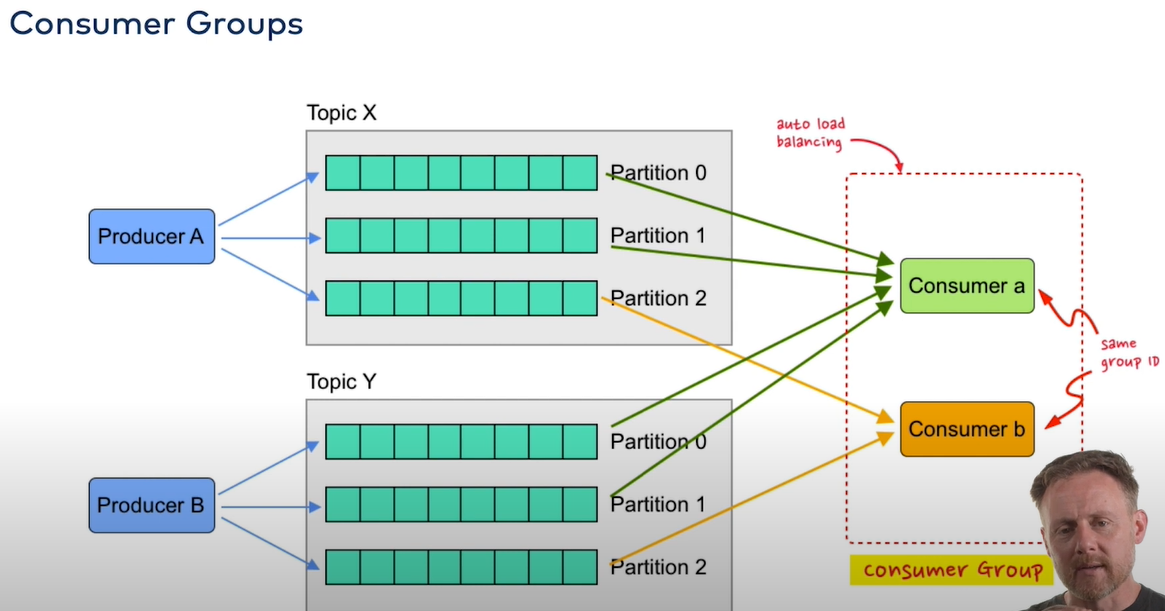 Consumer Groups
Topic X
auto load
balancing
Partition 0
Producer A
Partition 1
Consumer a
Partition 2
same
group ID
Topic Y
Consumer b
Partition 0
Producer B
Partition 1
Partition 2
consumer Group